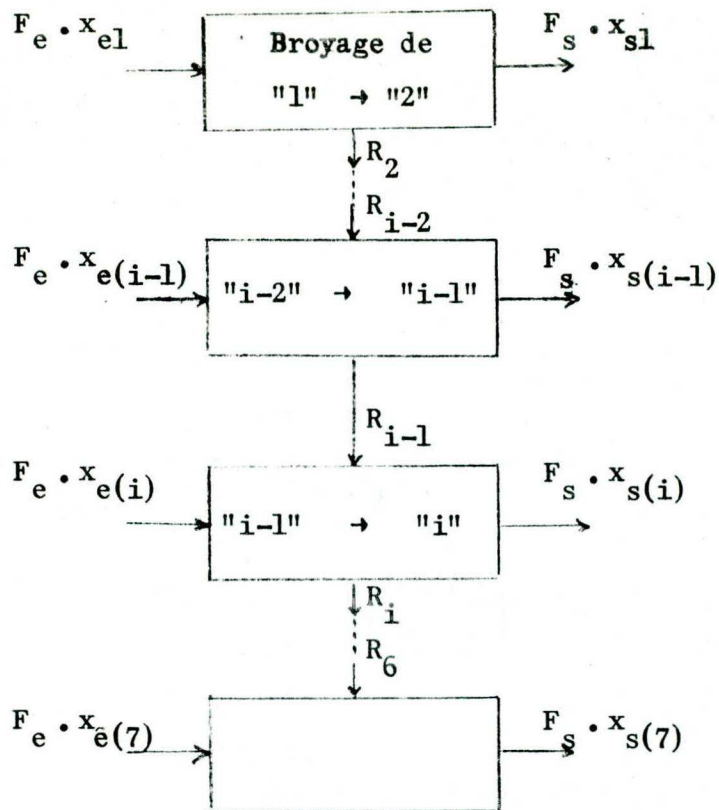 F_e · x_e1
Broyage de
F_s · x_s1
"1" → "2"
R_2
R_i-2
F_e · x_e(i-1)
"i-2" → "i-1"
F_s · x_s(i-1)
R_i-1
F_e · x_e(i)
"i-1" → "i"
F_s · x_s(i)
R_i
R_6
F_e · x_e(7)
F_s · x_s(7)